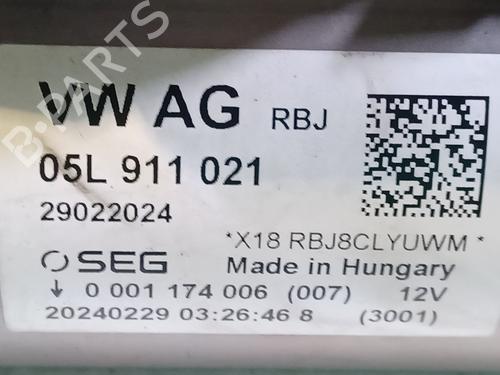 B-PARTS
VW AG RBJ
05L 911 021
29022024
*X18 RBJ8CLYUWM *
SEG Made in Hungary
↓ 0 001 174 006 (007) 12V
20240229 03:26:46 8 (3001)